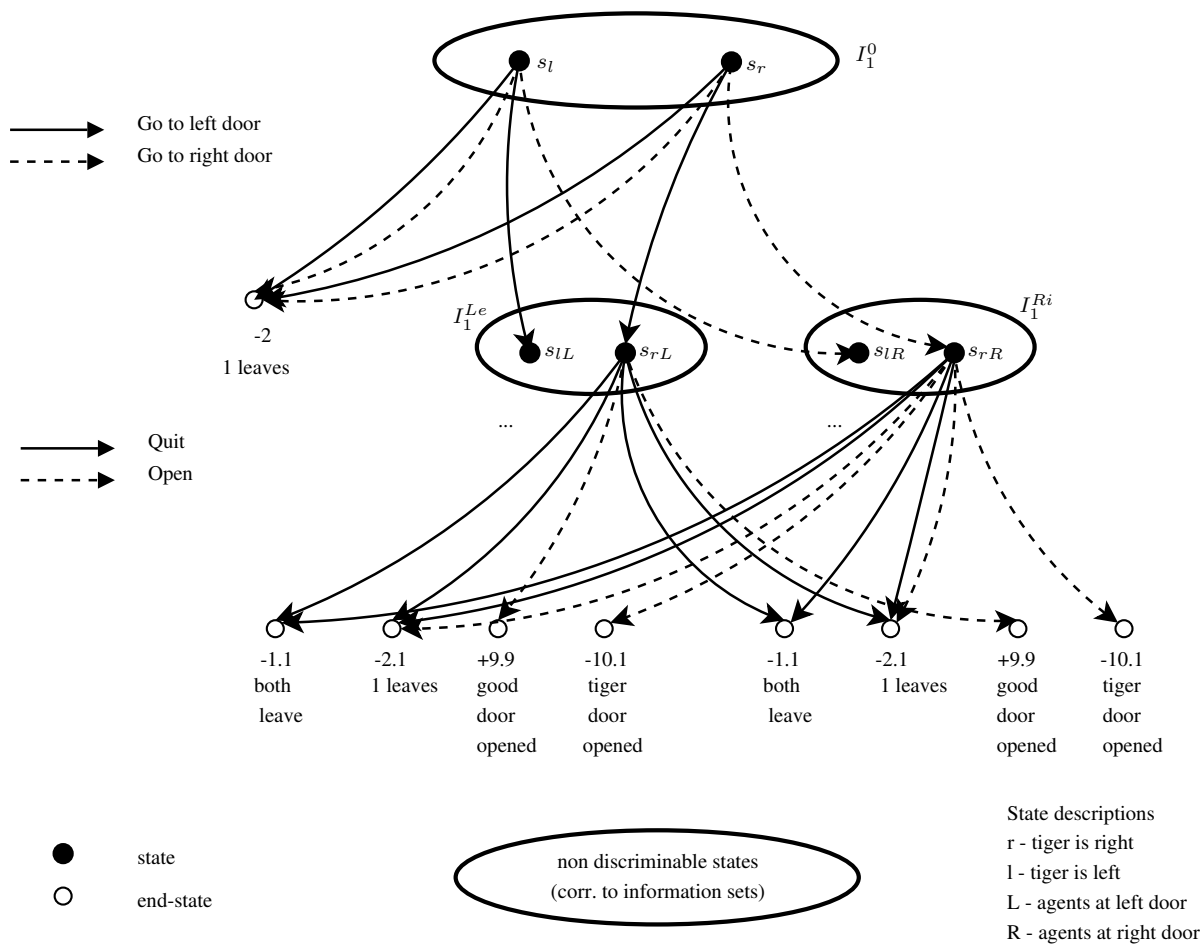 s_l
s_r
I_1^0
Go to left door
Go to right door
-2
1 leaves
I_1^{Le}
s_{lL}
s_{rL}
I_1^{Ri}
s_{lR}
s_{rR}
...
...
Quit
Open
-1.1
both
leave
-2.1
1 leaves
+9.9
good
door
opened
-10.1
tiger
door
opened
-1.1
both
leave
-2.1
1 leaves
+9.9
good
door
opened
-10.1
tiger
door
opened
state
end-state
non discriminable states
(corr. to information sets)
State descriptions
r - tiger is right
l - tiger is left
L - agents at left door
R - agents at right door